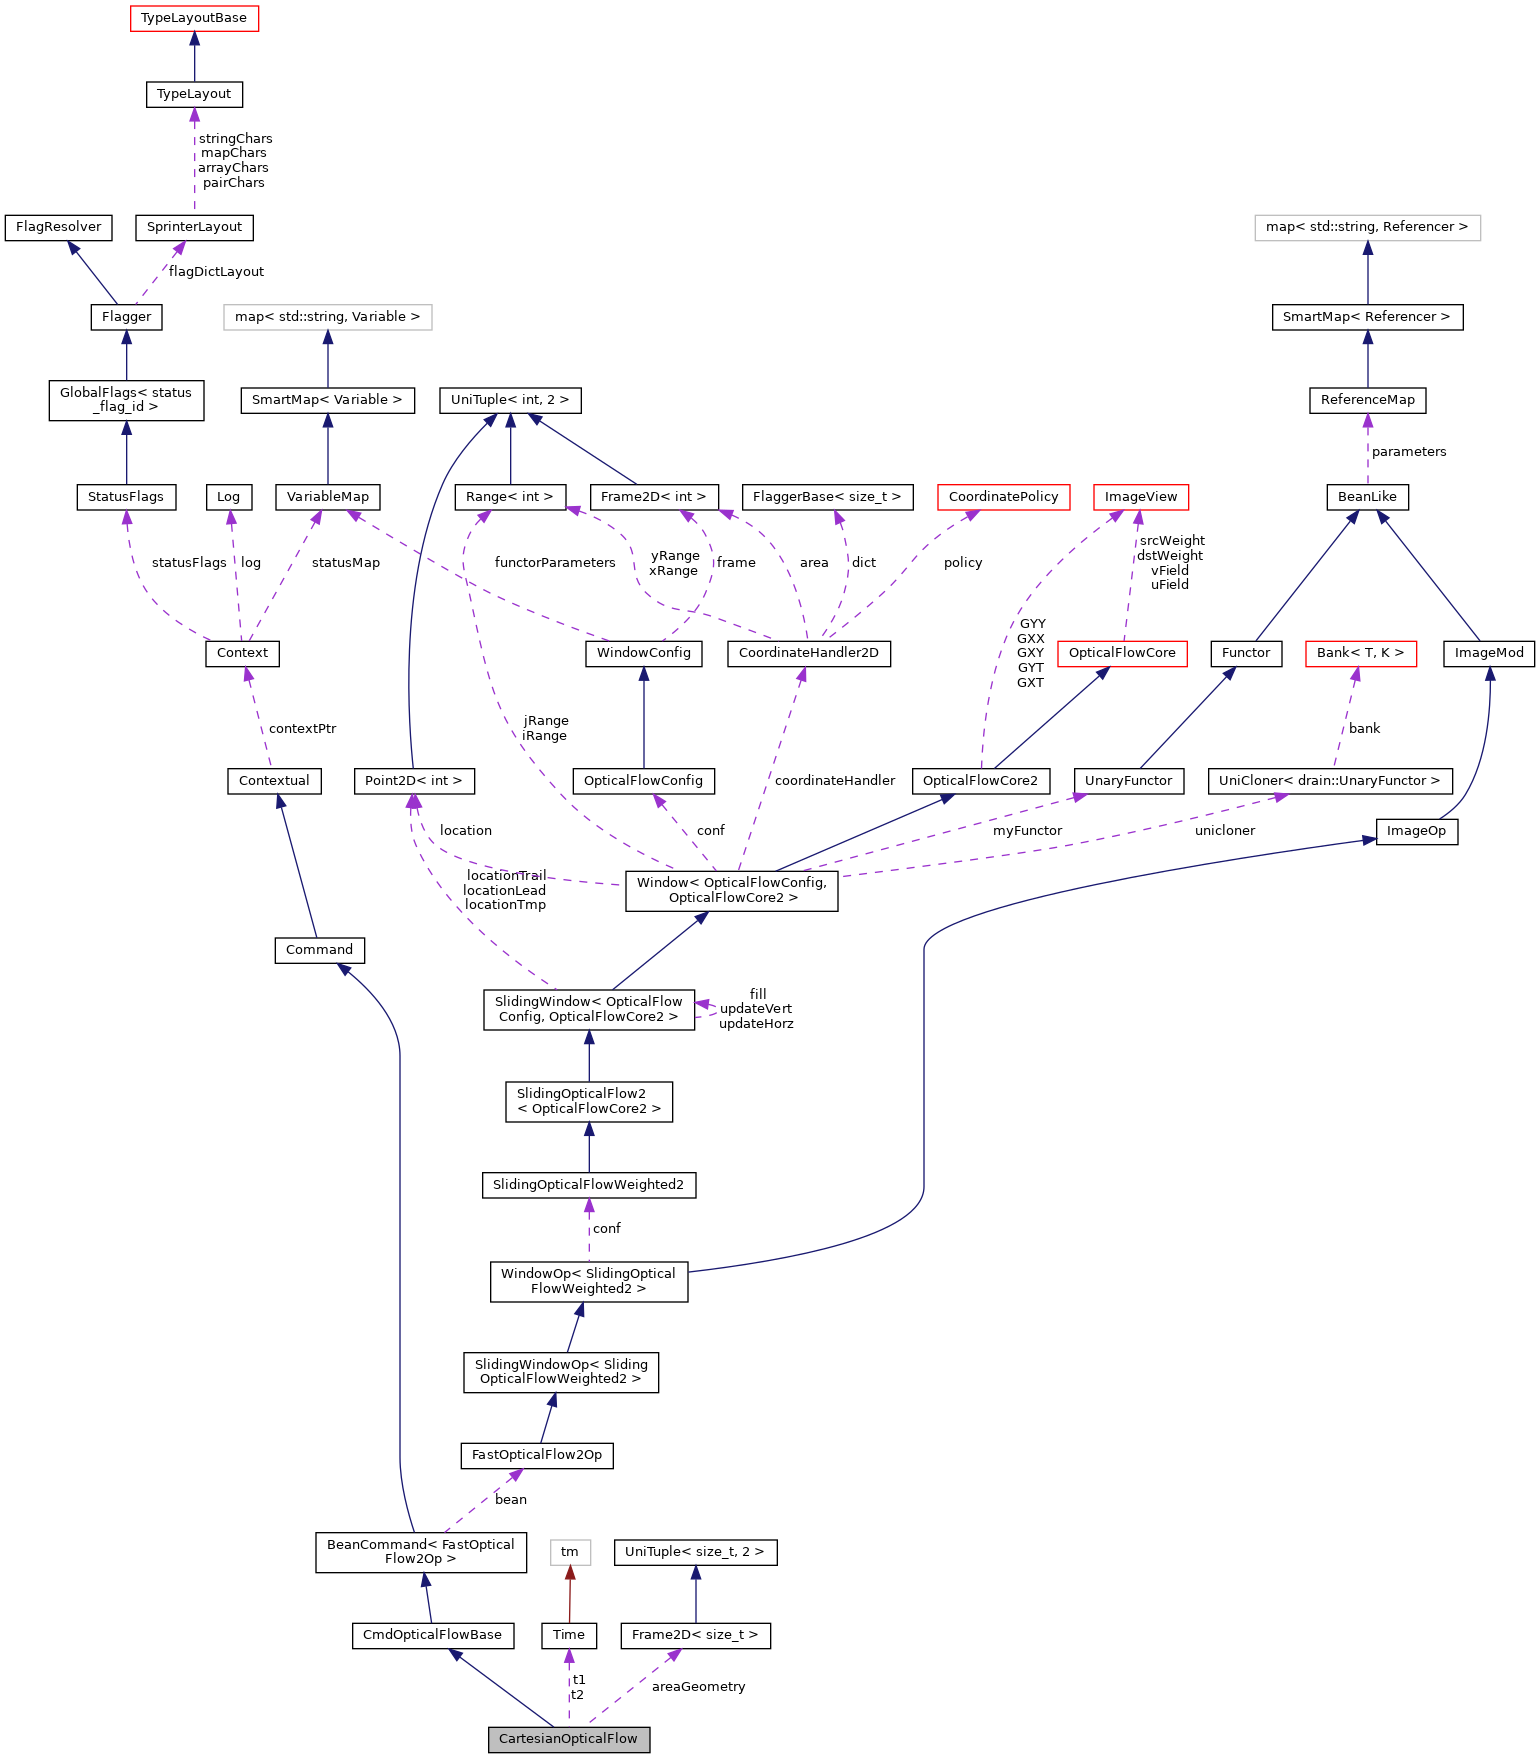 TypeLayoutBase
TypeLayout
stringChars
mapChars
arrayChars
pairChars
FlagResolver
SprinterLayout
map< std::string, Referencer >
flagDictLayout
Flagger
map< std::string, Variable >
SmartMap< Referencer >
GlobalFlags< status
_flag_id >
SmartMap< Variable >
UniTuple< int, 2 >
ReferenceMap
parameters
StatusFlags
Log
VariableMap
Range< int >
Frame2D< int >
FlaggerBase< size_t >
CoordinatePolicy
ImageView
BeanLike
statusFlags
log
statusMap
functorParameters
yRange
xRange
frame
area
dict
policy
srcWeight
dstWeight
vField
uField
GYY
GXX
GXY
GYT
GXT
Context
WindowConfig
CoordinateHandler2D
OpticalFlowCore
Functor
Bank< T, K >
ImageMod
contextPtr
jRange
iRange
bank
Contextual
Point2D< int >
OpticalFlowConfig
coordinateHandler
OpticalFlowCore2
UnaryFunctor
UniCloner< drain::UnaryFunctor >
location
conf
myFunctor
unicloner
ImageOp
locationTrail
locationLead
locationTmp
Window< OpticalFlowConfig,
OpticalFlowCore2 >
Command
SlidingWindow< OpticalFlow
Config, OpticalFlowCore2 >
fill
updateVert
updateHorz
SlidingOpticalFlow2
< OpticalFlowCore2 >
SlidingOpticalFlowWeighted2
conf
WindowOp< SlidingOptical
FlowWeighted2 >
SlidingWindowOp< Sliding
OpticalFlowWeighted2 >
FastOpticalFlow2Op
bean
BeanCommand< FastOptical
Flow2Op >
tm
UniTuple< size_t, 2 >
CmdOpticalFlowBase
Time
Frame2D< size_t >
t1
t2
areaGeometry
CartesianOpticalFlow